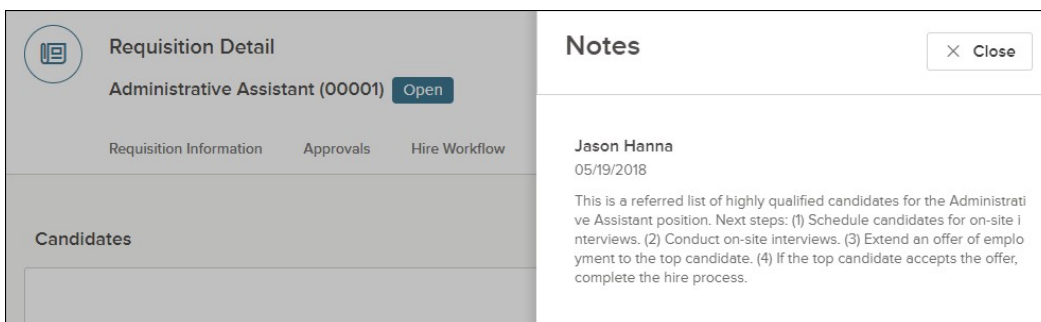 Requisition Detail
Administrative Assistant (00001) Open
Requisition Information Approvals Hire Workflow
Candidates
Notes
Close
Jason Hanna
05/19/2018
This is a referred list of highly qualified candidates for the Administrati
ve Assistant position. Next steps: (1) Schedule candidates for on-site i
nterviews. (2) Conduct on-site interviews. (3) Extend an offer of emplo
yment to the top candidate. (4) If the top candidate accepts the offer,
complete the hire process.